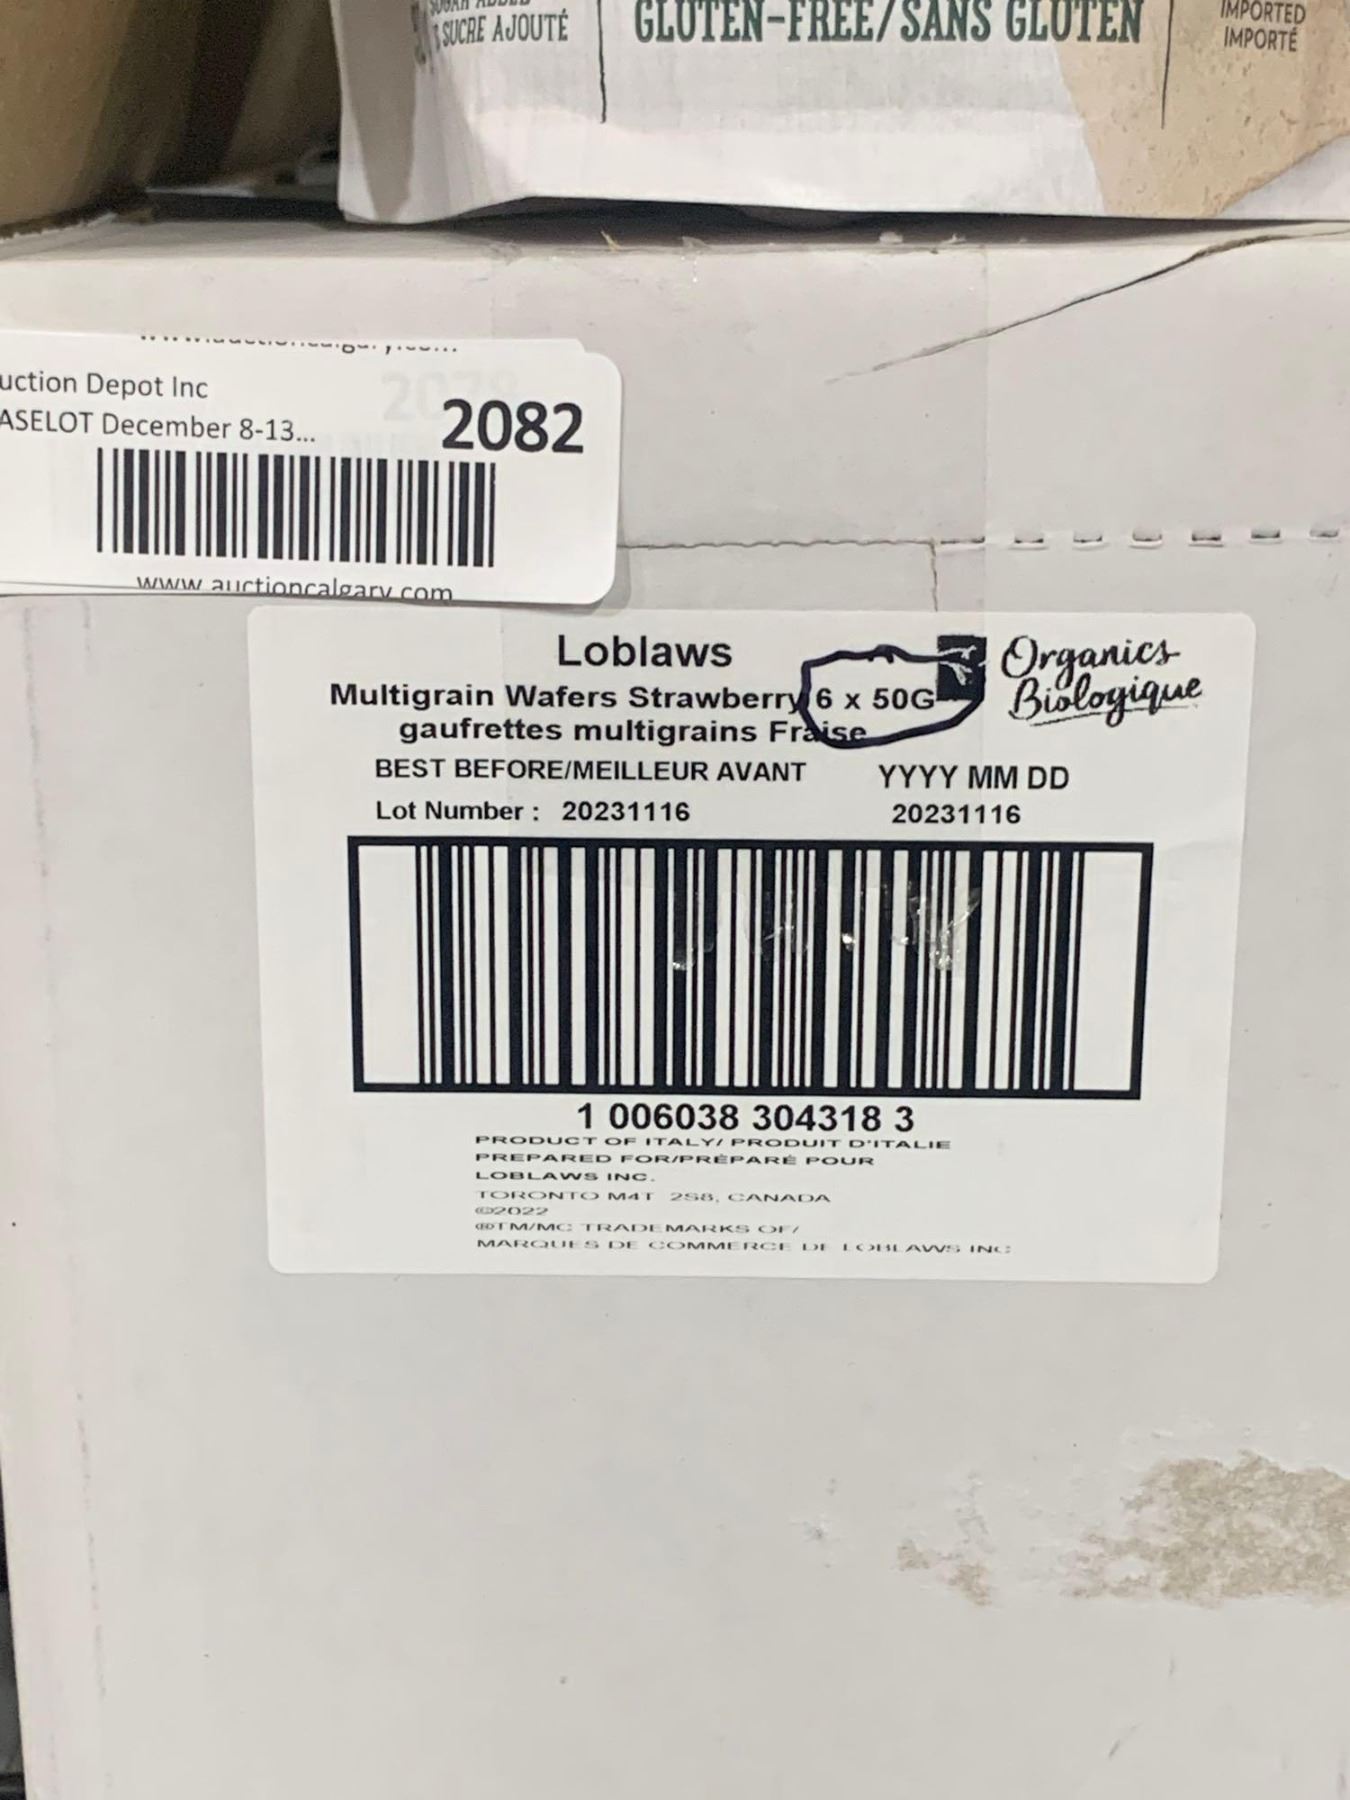 SUCRE AJOUTÉ
GLUTEN-FREE/SANS GLUTEN
IMPORTED
IMPORTÉ
uction Depot Inc
ASELOT December 8-13...
2082
www.auctioncalgary.com
Loblaws
Multigrain Wafers Strawberry 6 x 50G
gaufrettes multigrains Fraise
Organics
Biologique
BEST BEFORE/MEILLEUR AVANT YYYY MM DD
Lot Number : 20231116 20231116
1 006038 304318 3
PRODUCT OF ITALY/ PRODUIT D'ITALIE
PREPARED FOR/PRÉPARÉ POUR
LOBLAWS INC.
TORONTO M4T 2S8, CANADA
©2022
®TM/MC TRADEMARKS OF/
MARQUES DE COMMERCE DE LOBLAWS INC